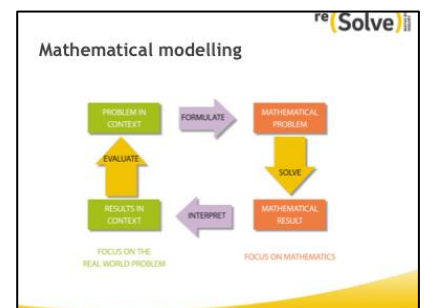 re(Solve)
Mathematical modelling
PROBLEM IN
CONTEXT
FORMULATE
MATHEMATICAL
PROBLEM
EVALUATE
SOLVE
RESULTS IN
CONTEXT
INTERPRET
MATHEMATICAL
RESULT
FOCUS ON THE
REAL WORLD PROBLEM
FOCUS ON MATHEMATICS